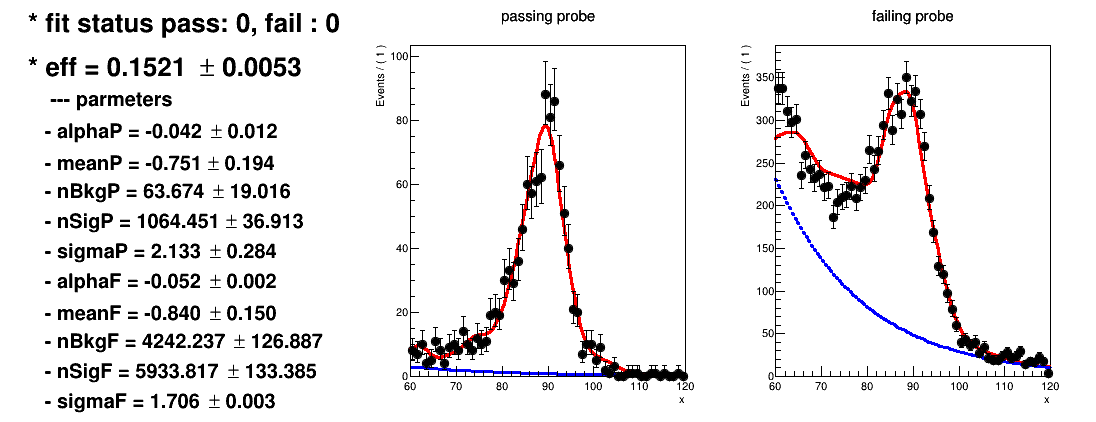 * fit status pass: 0, fail : 0
* eff = 0.1521 ± 0.0053
--- parmeters
- alphaP = -0.042 ± 0.012
- meanP = -0.751 ± 0.194
- nBkgP = 63.674 ± 19.016
- nSigP = 1064.451 ± 36.913
- sigmaP = 2.133 ± 0.284
- alphaF = -0.052 ± 0.002
- meanF = -0.840 ± 0.150
- nBkgF = 4242.237 ± 126.887
- nSigF = 5933.817 ± 133.385
- sigmaF = 1.706 ± 0.003
passing probe
Events / ( 1 )
100
80
60
40
20
0
60 70 80 90 100 110 120
x
failing probe
Events / ( 1 )
350
300
250
200
150
100
50
0
60 70 80 90 100 110 120
x